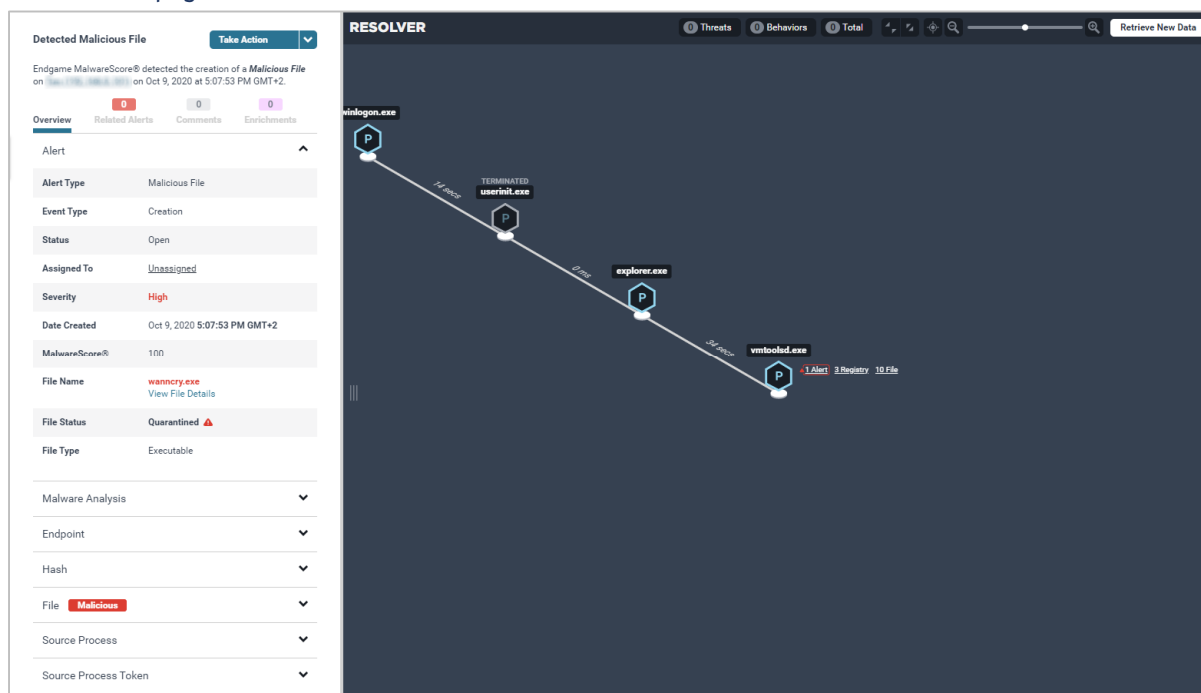 Detected Malicious File
Take Action
Endgame MalwareScore® detected the creation of a Malicious File
on on Oct 9, 2020 at 5:07:53 PM GMT+2.
0 0 0
Overview Related Alerts Comments Enrichments
Alert
Alert Type Malicious File
Event Type Creation
Status Open
Assigned To Unassigned
Severity High
Date Created Oct 9, 2020 5:07:53 PM GMT+2
MalwareScore® 100
File Name wanncry.exe
View File Details
File Status Quarantined
File Type Executable
Malware Analysis
Endpoint
Hash
File Malicious
Source Process
Source Process Token
RESOLVER
0 Threats 0 Behaviors 0 Total
Retrieve New Data
winlogon.exe
P
14 secs
TERMINATED
userinit.exe
P
0 ms
explorer.exe
P
34 secs
vmtoolsd.exe
P
1 Alert 3 Registry 10 File